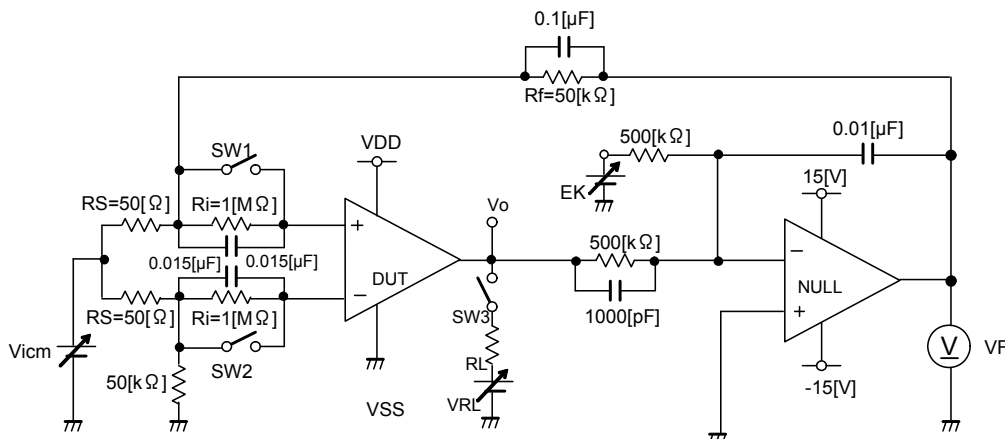 0.1[µF]
Rf=50[kΩ]
SW1
VDD
500[kΩ]
0.01[µF]
EK
15[V]
RS=50[Ω]
Ri=1[MΩ]
Vo
+
500[kΩ]
−
0.015[µF]
0.015[µF]
DUT
NULL
−
+
RS=50[Ω]
Ri=1[MΩ]
SW3
1000[pF]
V
VF
Vicm
SW2
RL
50[kΩ]
VSS
VRL
-15[V]